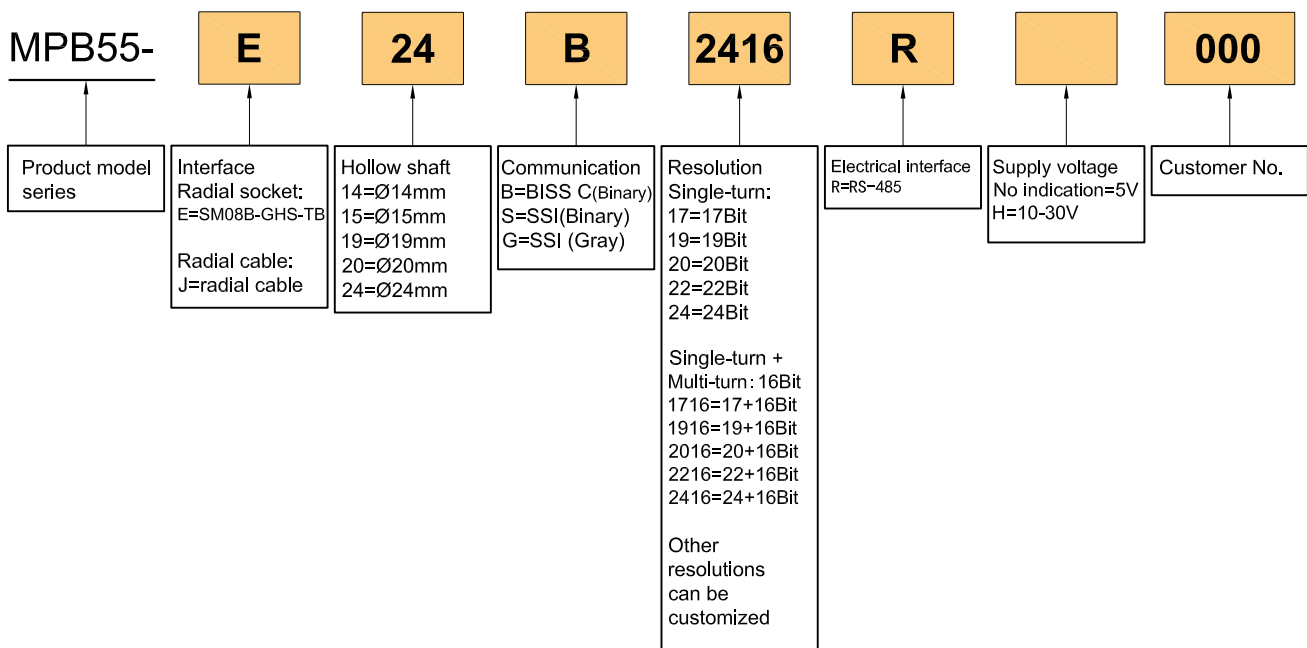 MPB55-
E
24
B
2416
R
000
Product model
series
Interface
Radial socket:
E=SM08B-GHS-TB
Radial cable:
J=radial cable
Hollow shaft
14=Ø14mm
15=Ø15mm
19=Ø19mm
20=Ø20mm
24=Ø24mm
Communication
B=BISS C(Binary)
S=SSI(Binary)
G=SSI (Gray)
Resolution
Single-turn:
17=17Bit
19=19Bit
20=20Bit
22=22Bit
24=24Bit
Single-turn +
Multi-turn: 16Bit
1716=17+16Bit
1916=19+16Bit
2016=20+16Bit
2216=22+16Bit
2416=24+16Bit
Other
resolutions
can be
customized
Electrical interface
R=RS-485
Supply voltage
No indication=5V
H=10-30V
Customer No.